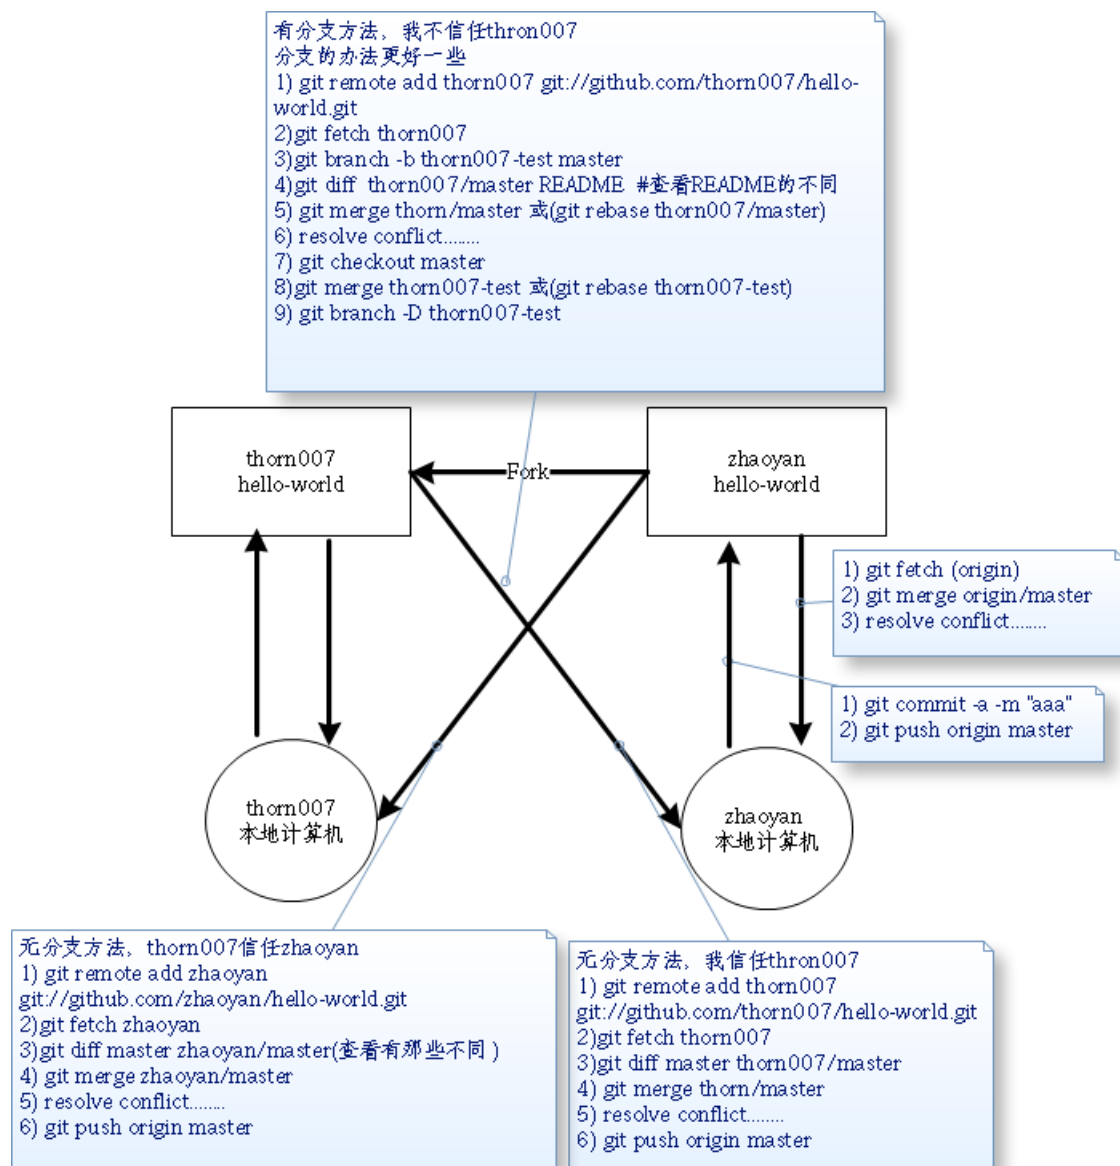 有分支方法，我不信任thron007
分支的办法更好一些
1) git remote add thorn007 git://github.com/thorn007/hello-
world.git
2)git fetch thorn007
3)git branch -b thorn007-test master
4)git diff  thorn007/master README  #查看README的不同
5) git merge thorn/master 或(git rebase thorn007/master)
6) resolve conflict........
7) git checkout master
8)git merge thorn007-test 或(git rebase thorn007-test)
9) git branch -D thorn007-test
thorn007
hello-world
Fork
zhaoyan
hello-world
1) git fetch (origin)
2) git merge origin/master
3) resolve conflict........
1) git commit -a -m "aaa"
2) git push origin master
thorn007
本地计算机
zhaoyan
本地计算机
无分支方法，thorn007信任zhaoyan
1) git remote add zhaoyan
git://github.com/zhaoyan/hello-world.git
2)git fetch zhaoyan
3)git diff master zhaoyan/master(查看有那些不同 )
4) git merge zhaoyan/master
5) resolve conflict........
6) git push origin master
无分支方法，我信任thron007
1) git remote add thorn007
git://github.com/thorn007/hello-world.git
2)git fetch thorn007
3)git diff master thorn007/master
4) git merge thorn/master
5) resolve conflict........
6) git push origin master